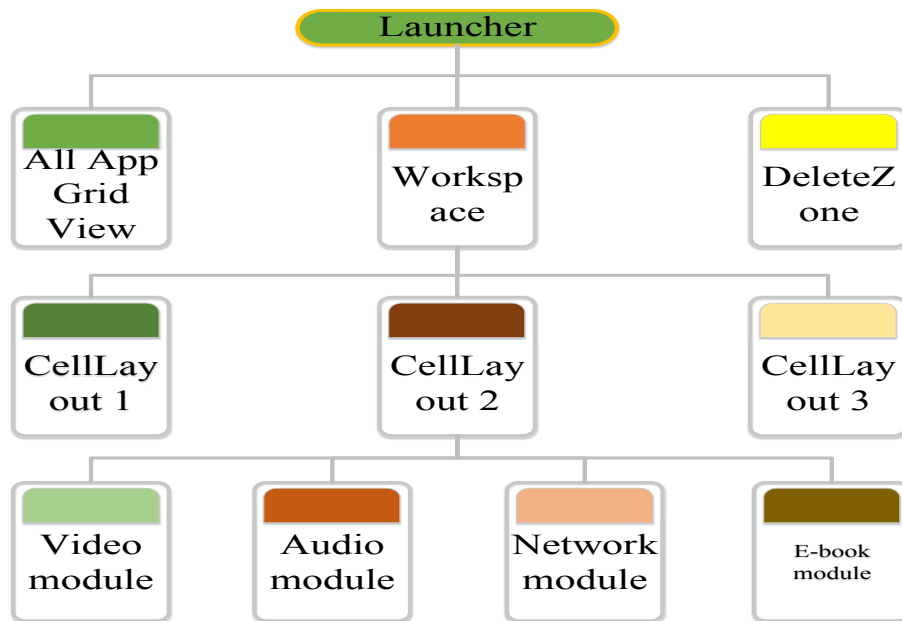 Launcher
All App
Grid
View
Worksp
ace
DeleteZ
one
CellLay
out 1
CellLay
out 2
CellLay
out 3
Video
module
Audio
module
Network
module
E-book
module